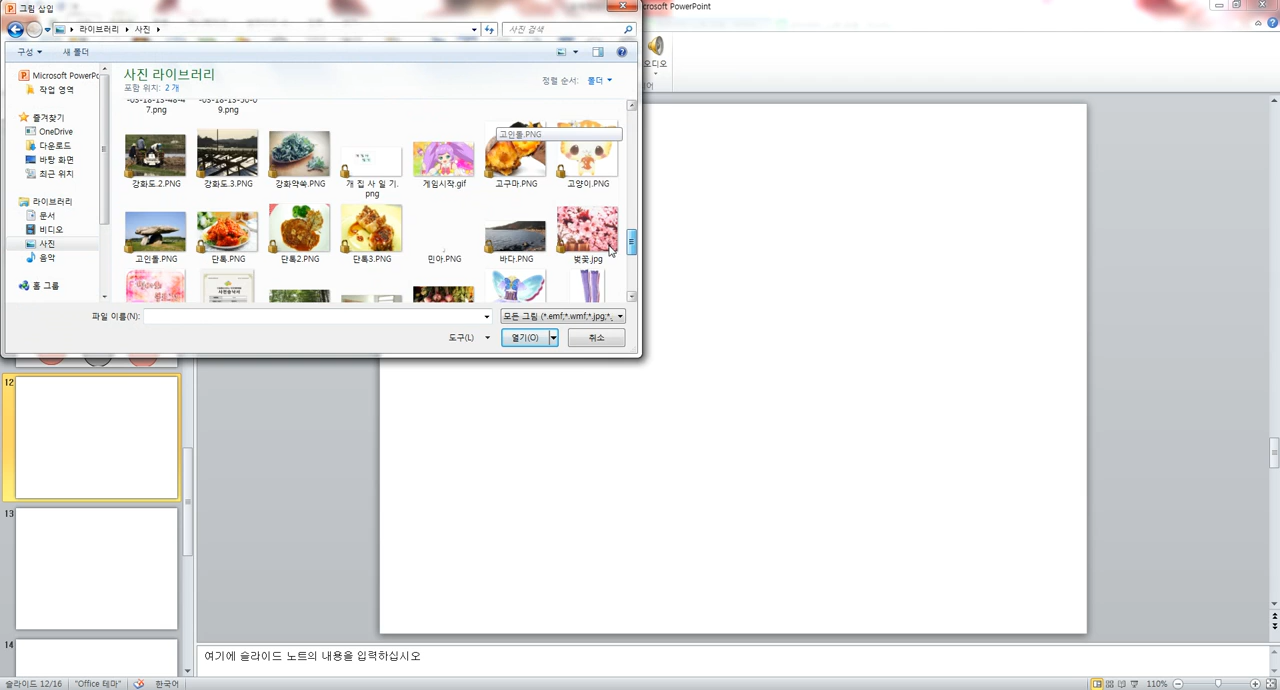 그림 삽입
crosoft PowerPoint
라이브러리 ▸ 사진 ▸
사진 검색
구성 ▾ 새 폴더
오디오
Microsoft PowerPo
작업 영역
즐겨찾기
OneDrive
다운로드
바탕 화면
최근 위치
라이브러리
문서
비디오
사진
음악
홈 그룹
사진 라이브러리
포함 위치: 2 개
정렬 순서: 폴더 ▾
7.png
9.png
고인돌.PNG
강화도.2.PNG
강화도.3.PNG
강화약쑥.PNG
개 집 사 일 기.png
게임시작.gif
고구마.PNG
고양이.PNG
고인돌.PNG
단톡.PNG
단톡2.PNG
단톡3.PNG
민아.PNG
바다.PNG
벚꽃.jpg
파일 이름(N):
모든 그림 (*.emf;*.wmf;*.jpg;*.
도구(L)
열기(O)
취소
12
13
14
여기에 슬라이드 노트의 내용을 입력하십시오
슬라이드 12/16
"Office 테마"
한국어
110%